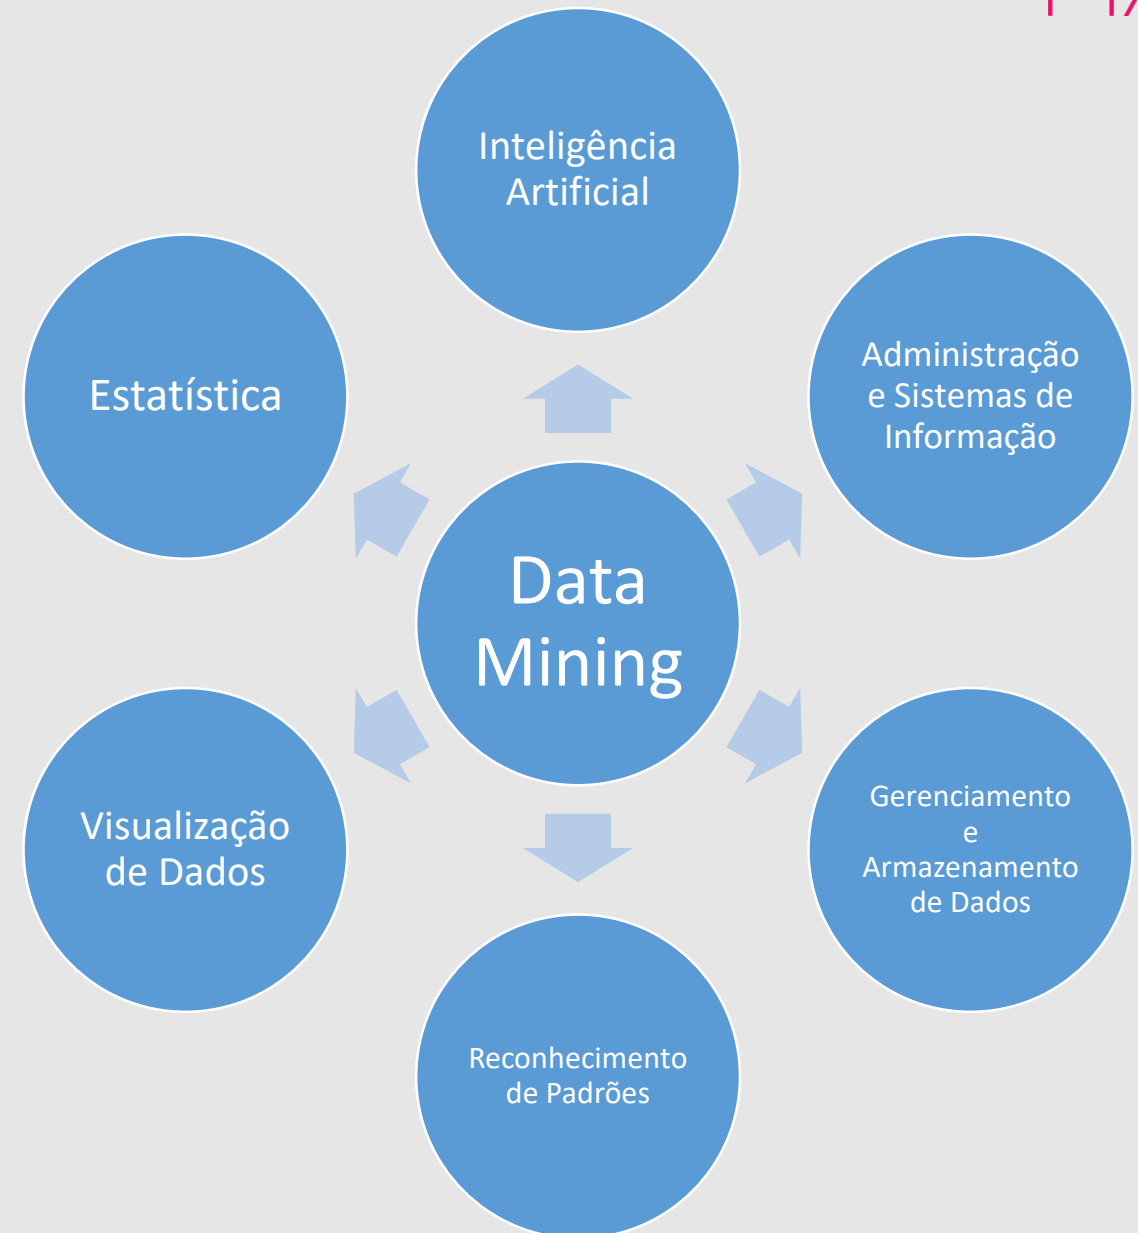 Inteligência
Artificial
Estatística
Administração
e Sistemas de
Informação
Data
Mining
Visualização
de Dados
Gerenciamento
e
Armazenamento
de Dados
Reconhecimento
de Padrões